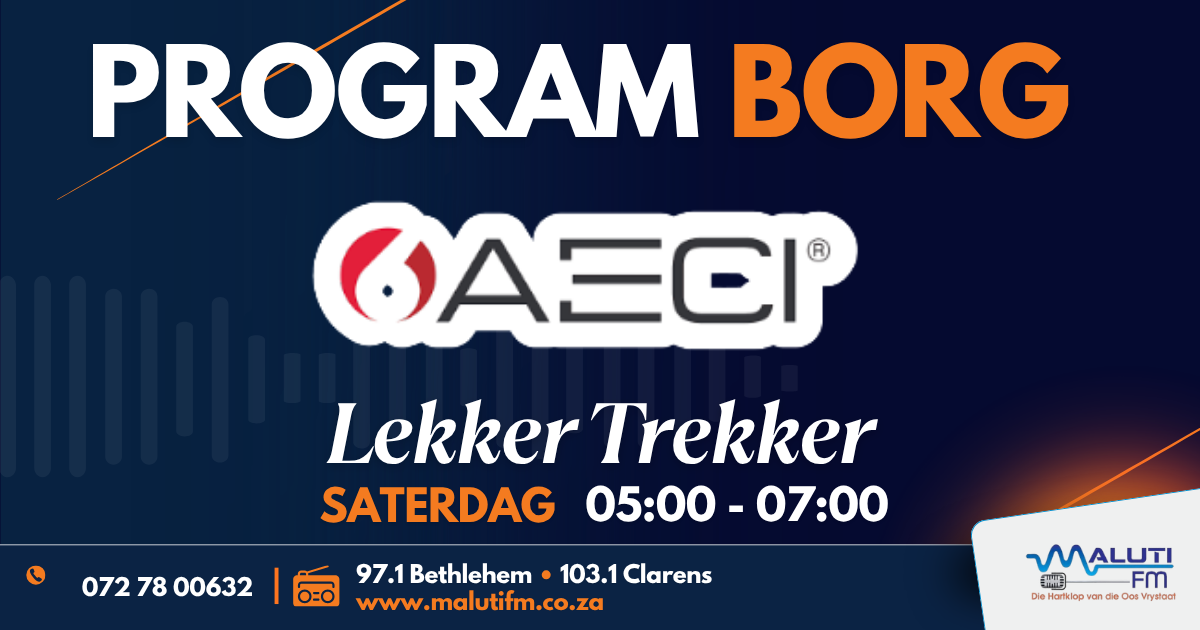 PROGRAM BORG
AECI®
Lekker Trekker
SATERDAG 05:00 - 07:00
072 78 00632
97.1 Bethlehem • 103.1 Clarens
www.malutifm.co.za
MALUTI
FM
Die Hartklop van die Oos Vrystaat